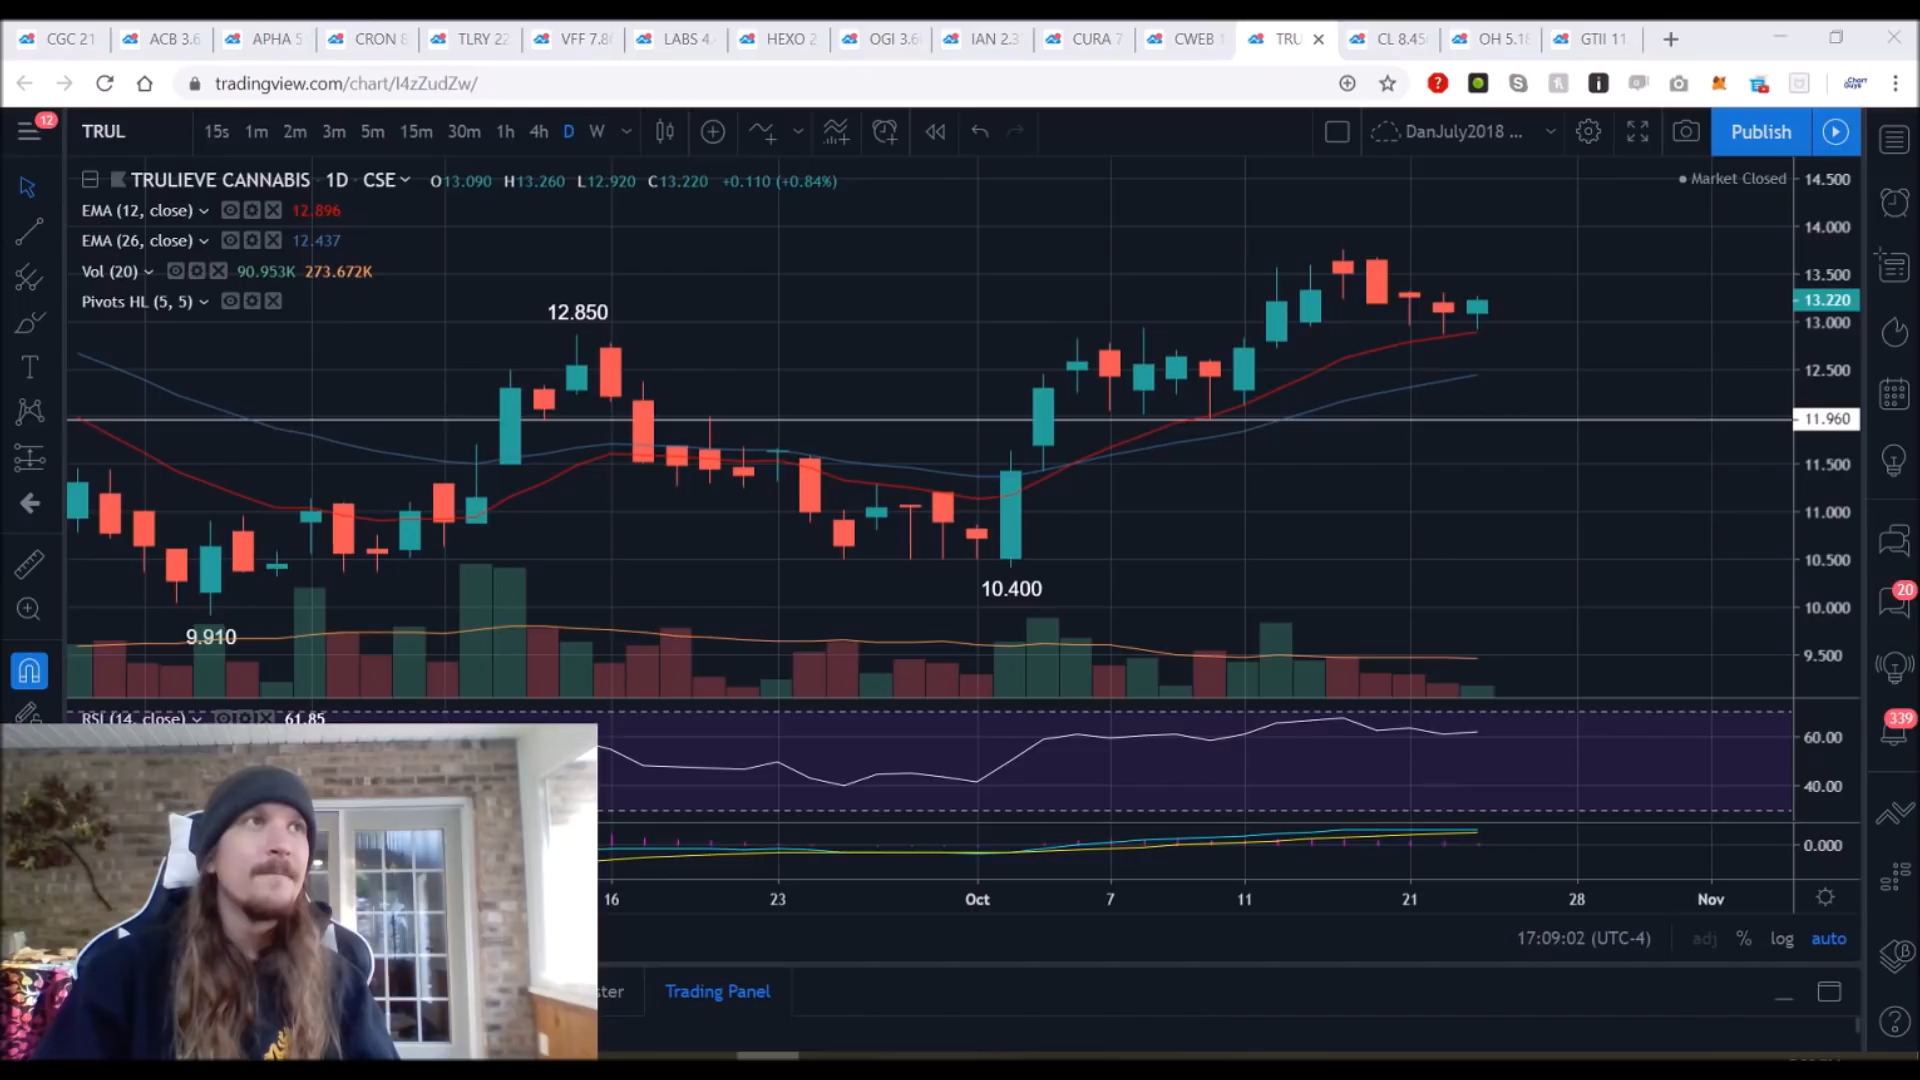 CGC 21 ACB 3.6 APHA 5 CRON 8 TLRY 22 VFF 7.8 LABS 4. HEXO 2 OGI 3.6 IAN 2.3 CURA 7 CWEB 1 TRU CL 8.45 OH 5.18 GTII 11.
tradingview.com/chart/I4zZudZw/
12 TRUL 15s 1m 2m 3m 5m 15m 30m 1h 4h D W DanJuly2018 ... Publish
TRULIEVE CANNABIS 1D CSE O13.090 H13.260 L12.920 C13.220 +0.110 (+0.84%) Market Closed 14.500
EMA (12, close) 12.896
14.000
EMA (26, close) 12.437
Vol (20) 90.953K 273.672K 13.500
Pivots HL (5, 5) 13.220
12.850 13.000
12.500
11.960
11.500
11.000
10.500
10.400 20
10.000
9.910
9.500
RSI (14, close) 61.85 339
60.00
40.00
0.000
16 23 Oct 7 11 21 28 Nov
17:09:02 (UTC-4) adj % log auto
ster Trading Panel